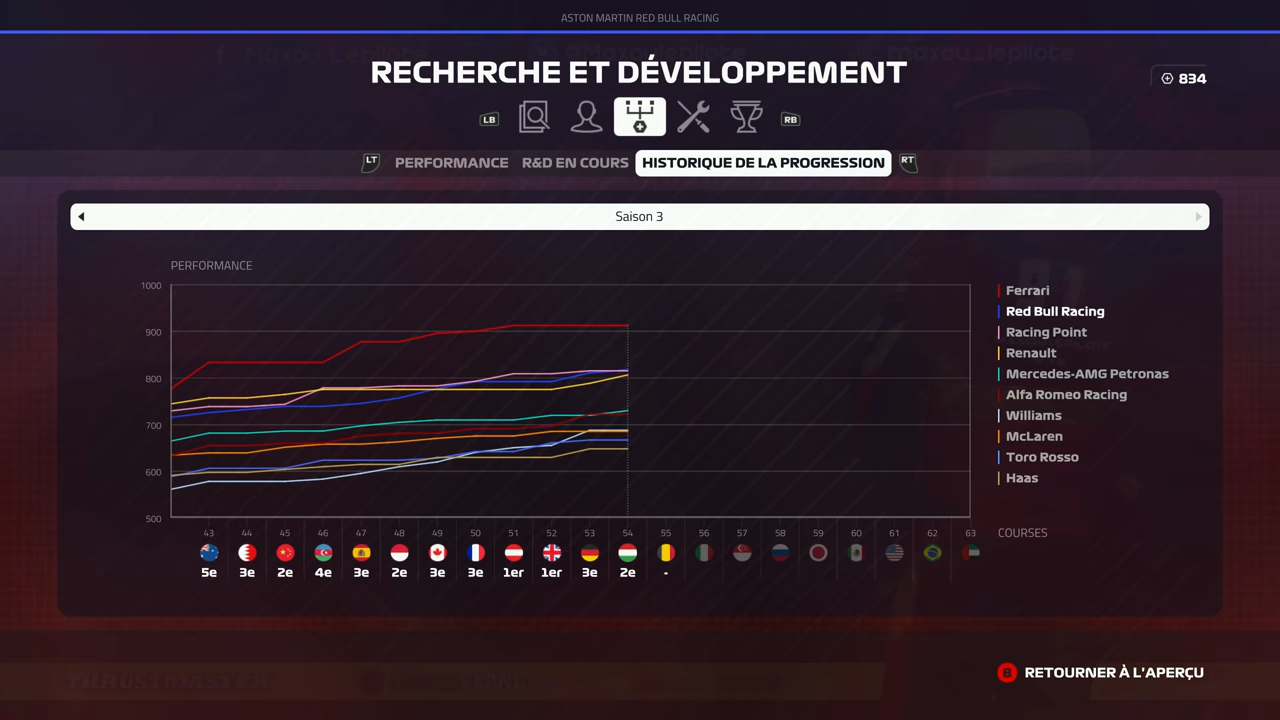 ASTON MARTIN RED BULL RACING
RECHERCHE ET DÉVELOPPEMENT
834
LB
RB
LT
PERFORMANCE
R&D EN COURS
HISTORIQUE DE LA PROGRESSION
RT
Saison 3
PERFORMANCE
1000
900
800
700
600
500
Ferrari
Red Bull Racing
Racing Point
Renault
Mercedes-AMG Petronas
Alfa Romeo Racing
Williams
McLaren
Toro Rosso
Haas
43 44 45 46 47 48 49 50 51 52 53 54 55 56 57 58 59 60 61 62 63
COURSES
5e 3e 2e 4e 3e 2e 3e 3e 1er 1er 3e 2e -
B RETOURNER À L'APERÇU
THRUSTMASTER